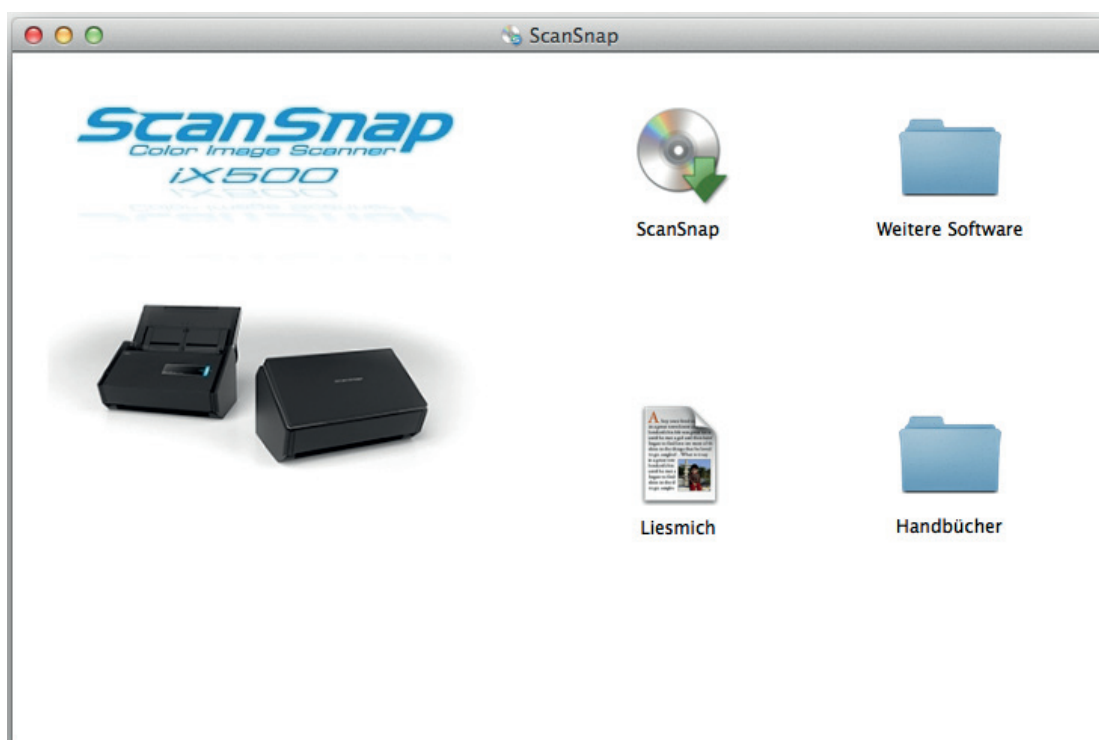 ScanSnap
ScanSnap
Color Image Scanner
iX500
ScanSnap
Weitere Software
Liesmich
Handbücher